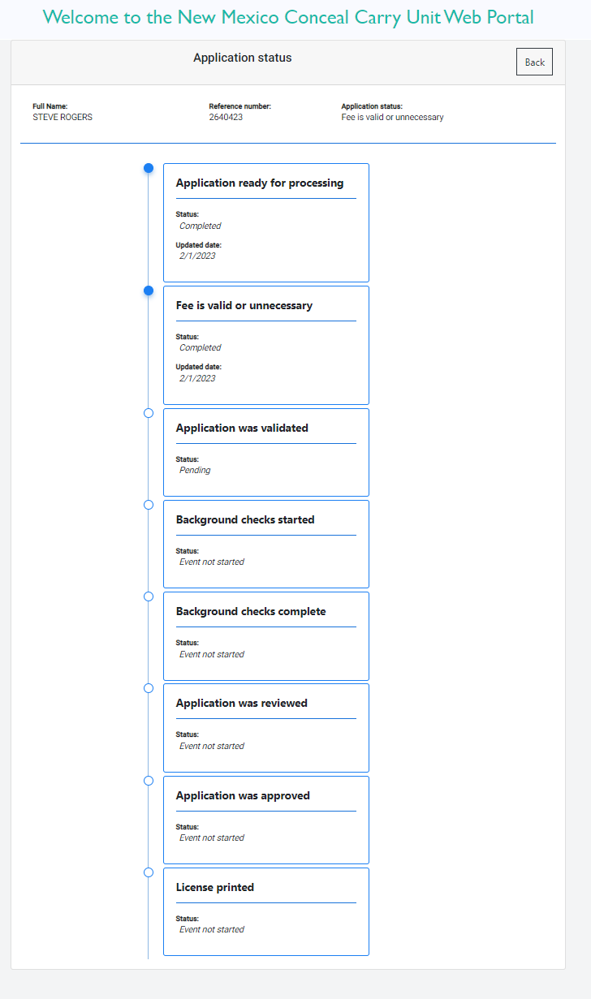 Welcome to the New Mexico Conceal Carry Unit Web Portal
Application status
Back
Full Name:
STEVE ROGERS
Reference number:
2640423
Application status:
Fee is valid or unnecessary
Application ready for processing
Status:
Completed
Updated date:
2/1/2023
Fee is valid or unnecessary
Status:
Completed
Updated date:
2/1/2023
Application was validated
Status:
Pending
Background checks started
Status:
Event not started
Background checks complete
Status:
Event not started
Application was reviewed
Status:
Event not started
Application was approved
Status:
Event not started
License printed
Status:
Event not started